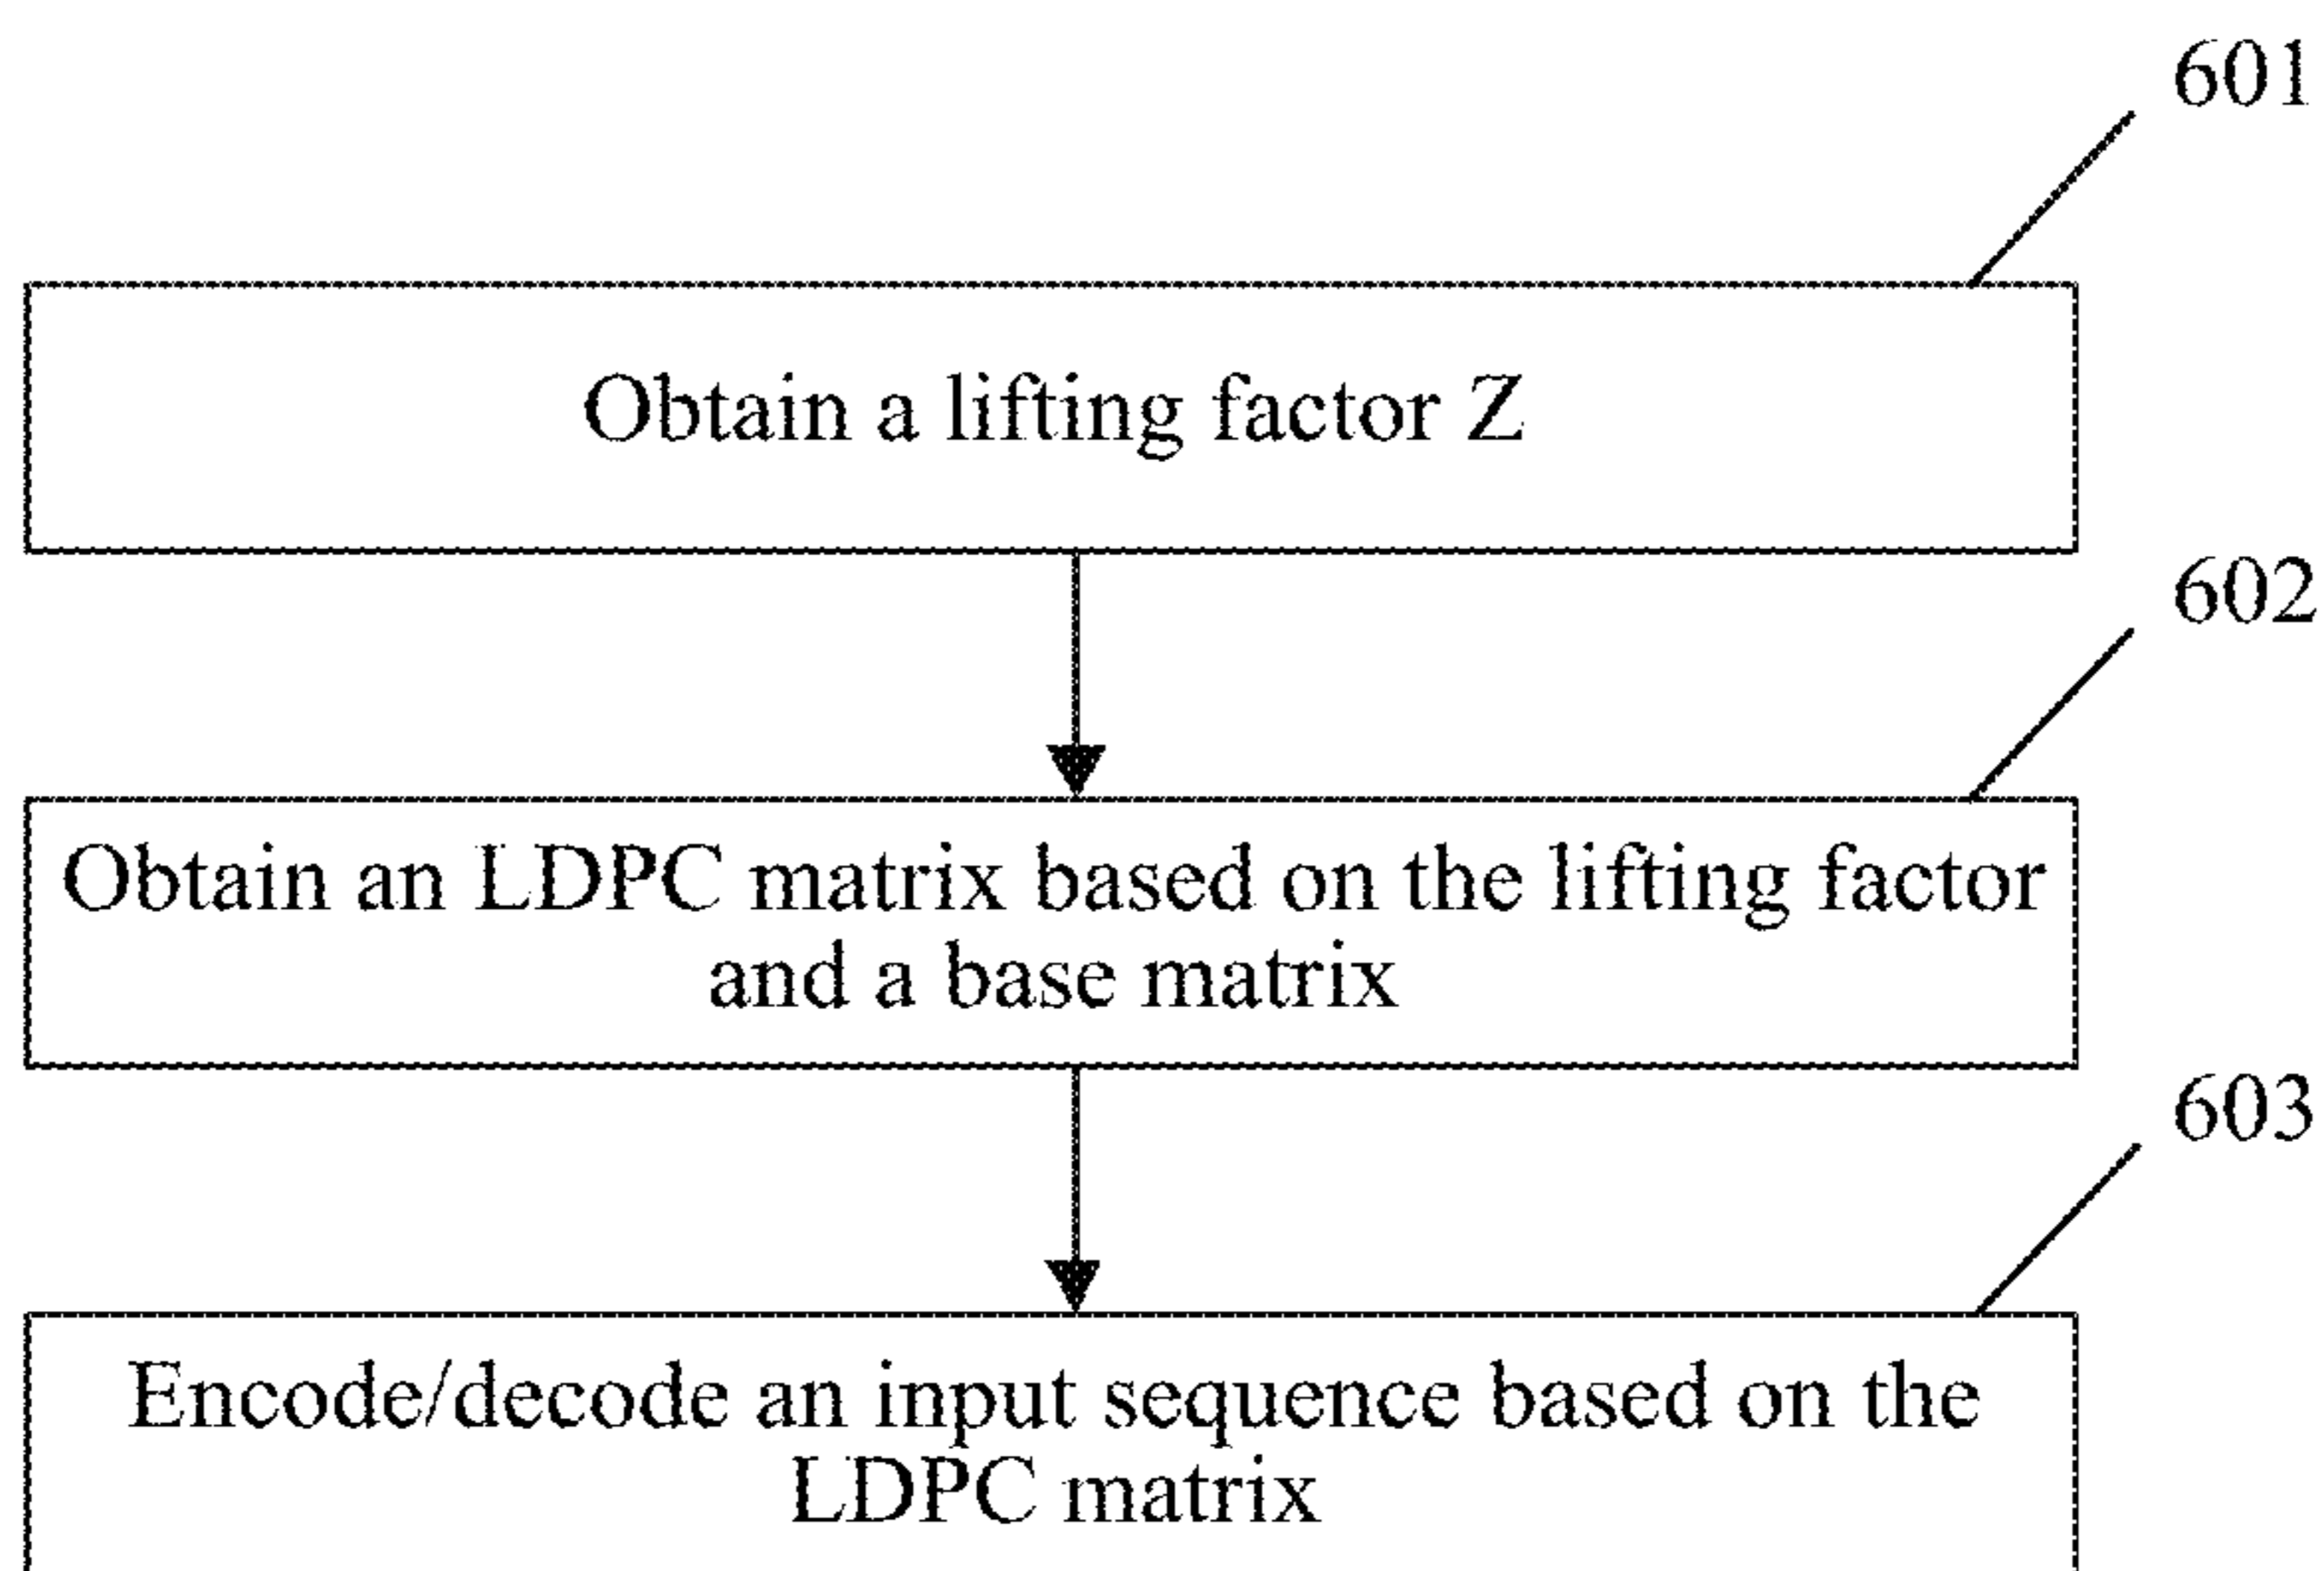 601
Obtain a lifting factor Z
602
Obtain an LDPC matrix based on the lifting factor
and a base matrix
603
Encode/decode an input sequence based on the
LDPC matrix